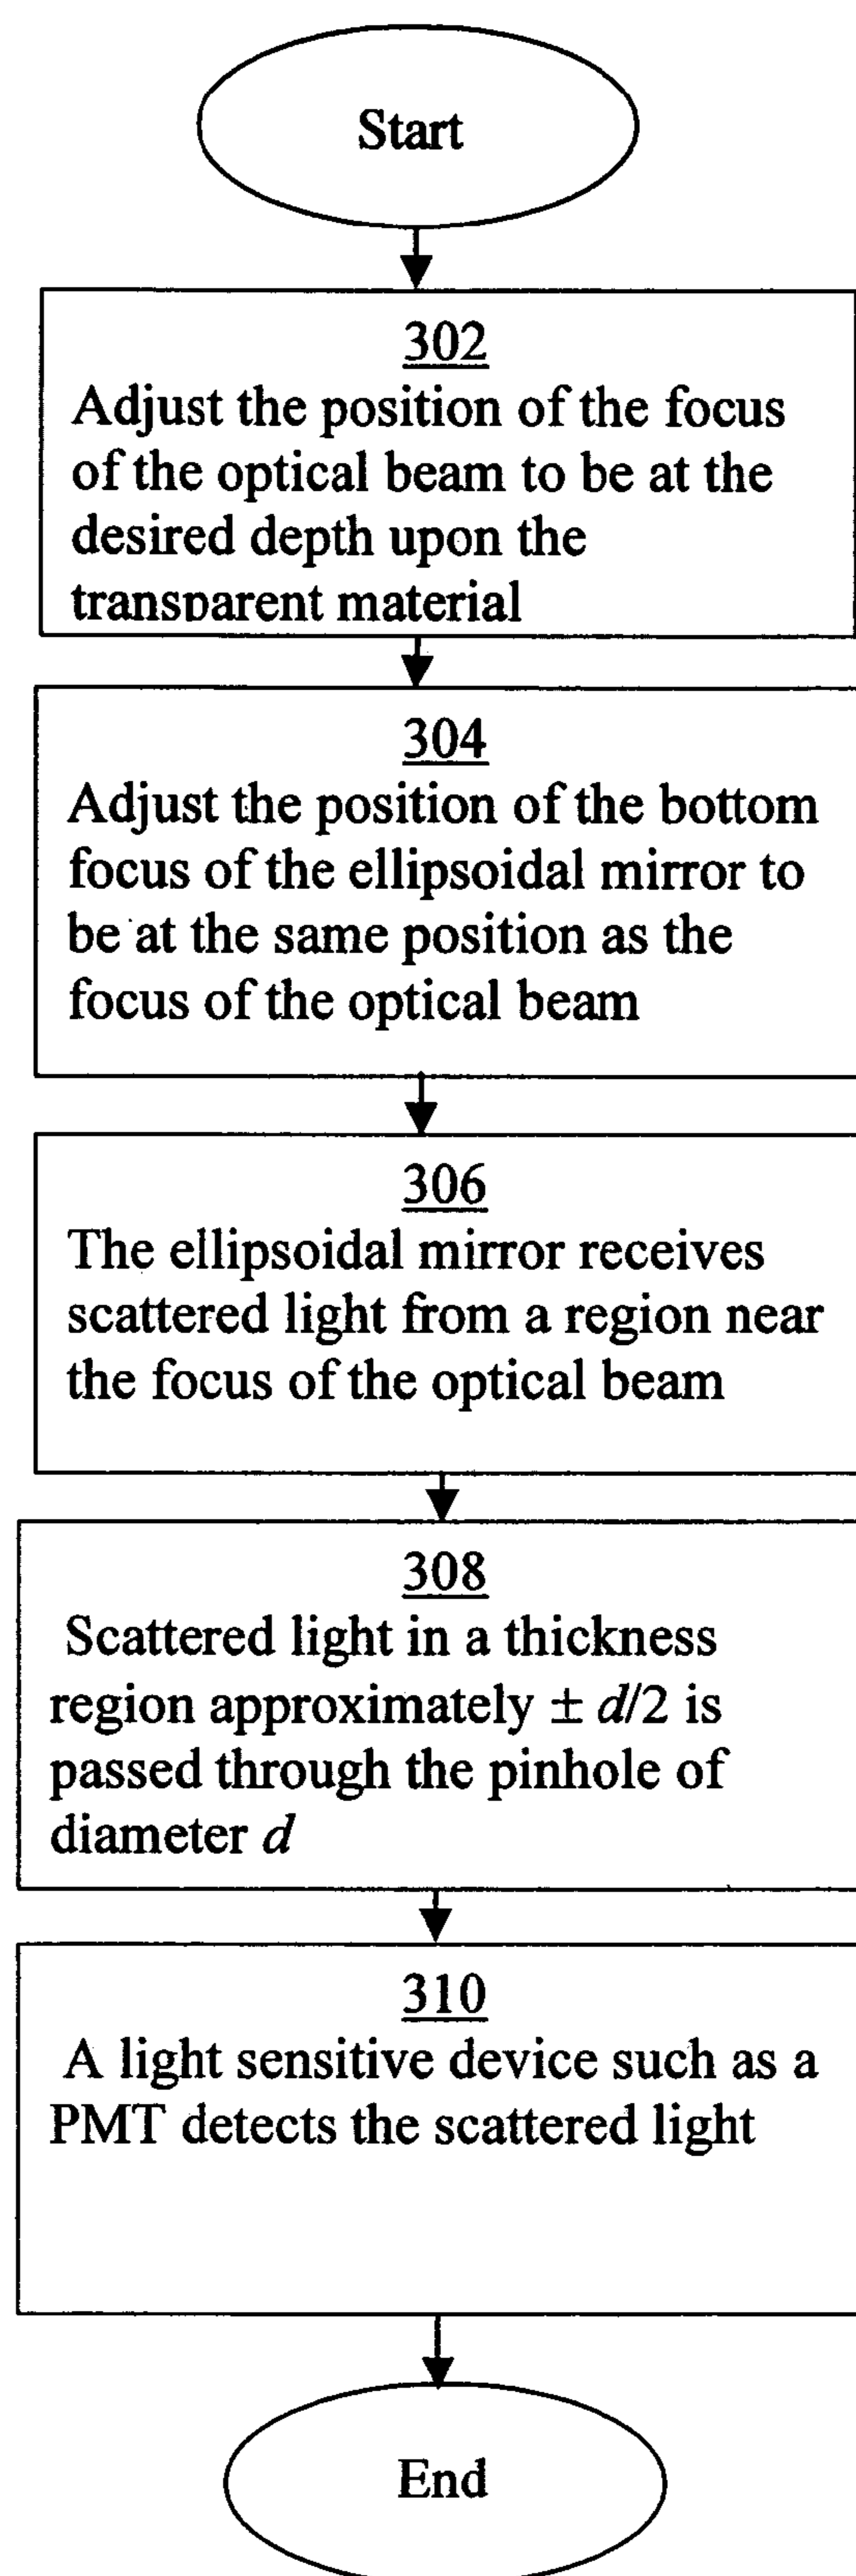 Start
302
Adjust the position of the focus
of the optical beam to be at the
desired depth upon the
transparent material
304
Adjust the position of the bottom
focus of the ellipsoidal mirror to
be at the same position as the
focus of the optical beam
306
The ellipsoidal mirror receives
scattered light from a region near
the focus of the optical beam
308
Scattered light in a thickness
region approximately ± d/2 is
passed through the pinhole of
diameter d
310
A light sensitive device such as a
PMT detects the scattered light
End